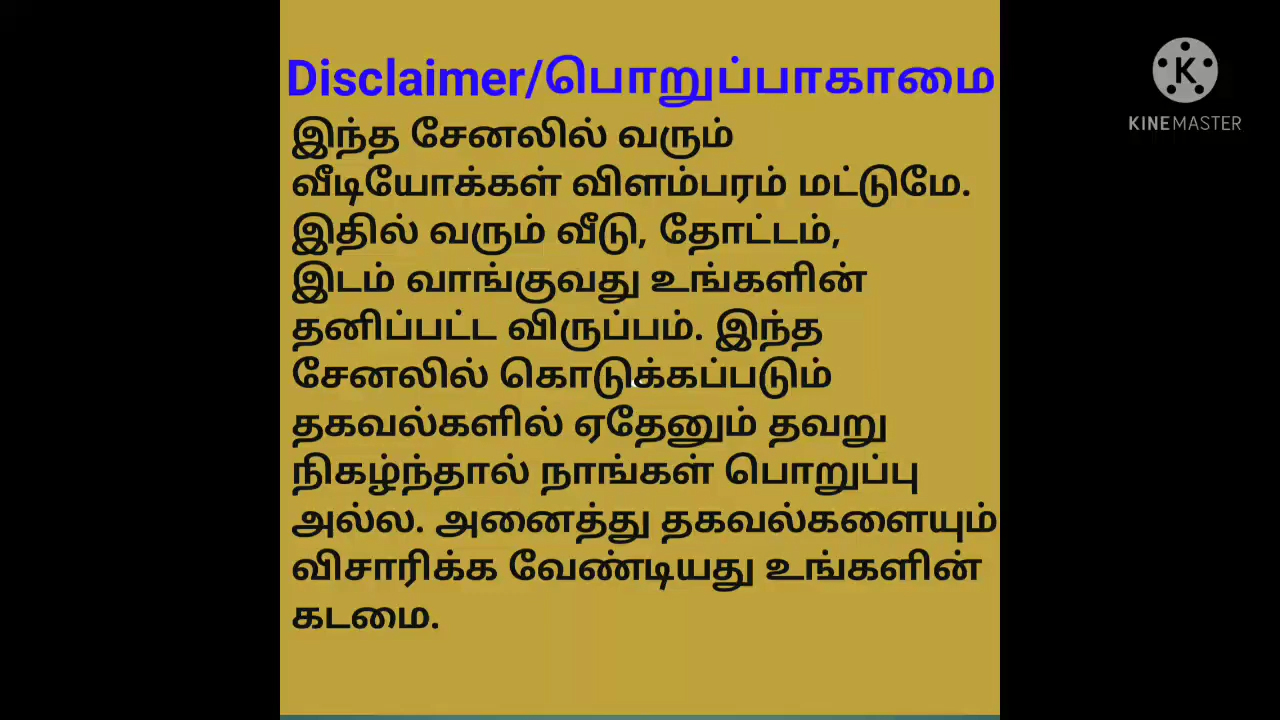 Disclaimer/பொறுப்பாகாமை
இந்த சேனலில் வரும்
வீடியோக்கள் விளம்பரம் மட்டுமே.
இதில் வரும் வீடு, தோட்டம்,
இடம் வாங்குவது உங்களின்
தனிப்பட்ட விருப்பம். இந்த
சேனலில் கொடுக்கப்படும்
தகவல்களில் ஏதேனும் தவறு
நிகழ்ந்தால் நாங்கள் பொறுப்பு
அல்ல. அனைத்து தகவல்களையும்
விசாரிக்க வேண்டியது உங்களின்
கடமை.
K
KINEMASTER